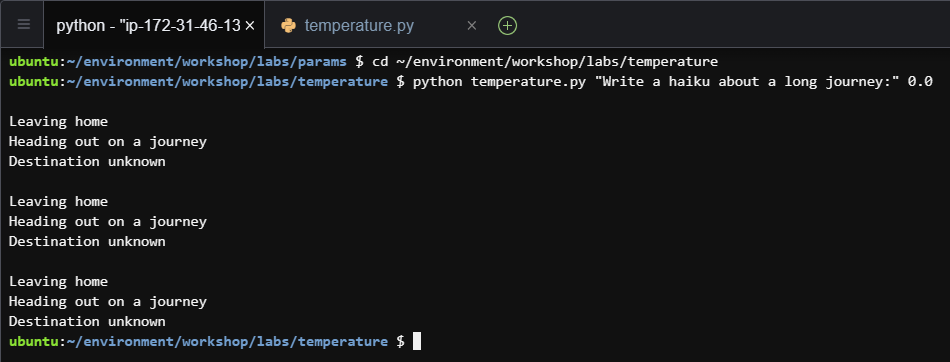 python - "ip-172-31-46-13 × temperature.py ×
ubuntu:~/environment/workshop/labs/params $ cd ~/environment/workshop/labs/temperature
ubuntu:~/environment/workshop/labs/temperature $ python temperature.py "Write a haiku about a long journey:" 0.0
Leaving home
Heading out on a journey
Destination unknown
Leaving home
Heading out on a journey
Destination unknown
Leaving home
Heading out on a journey
Destination unknown
ubuntu:~/environment/workshop/labs/temperature $